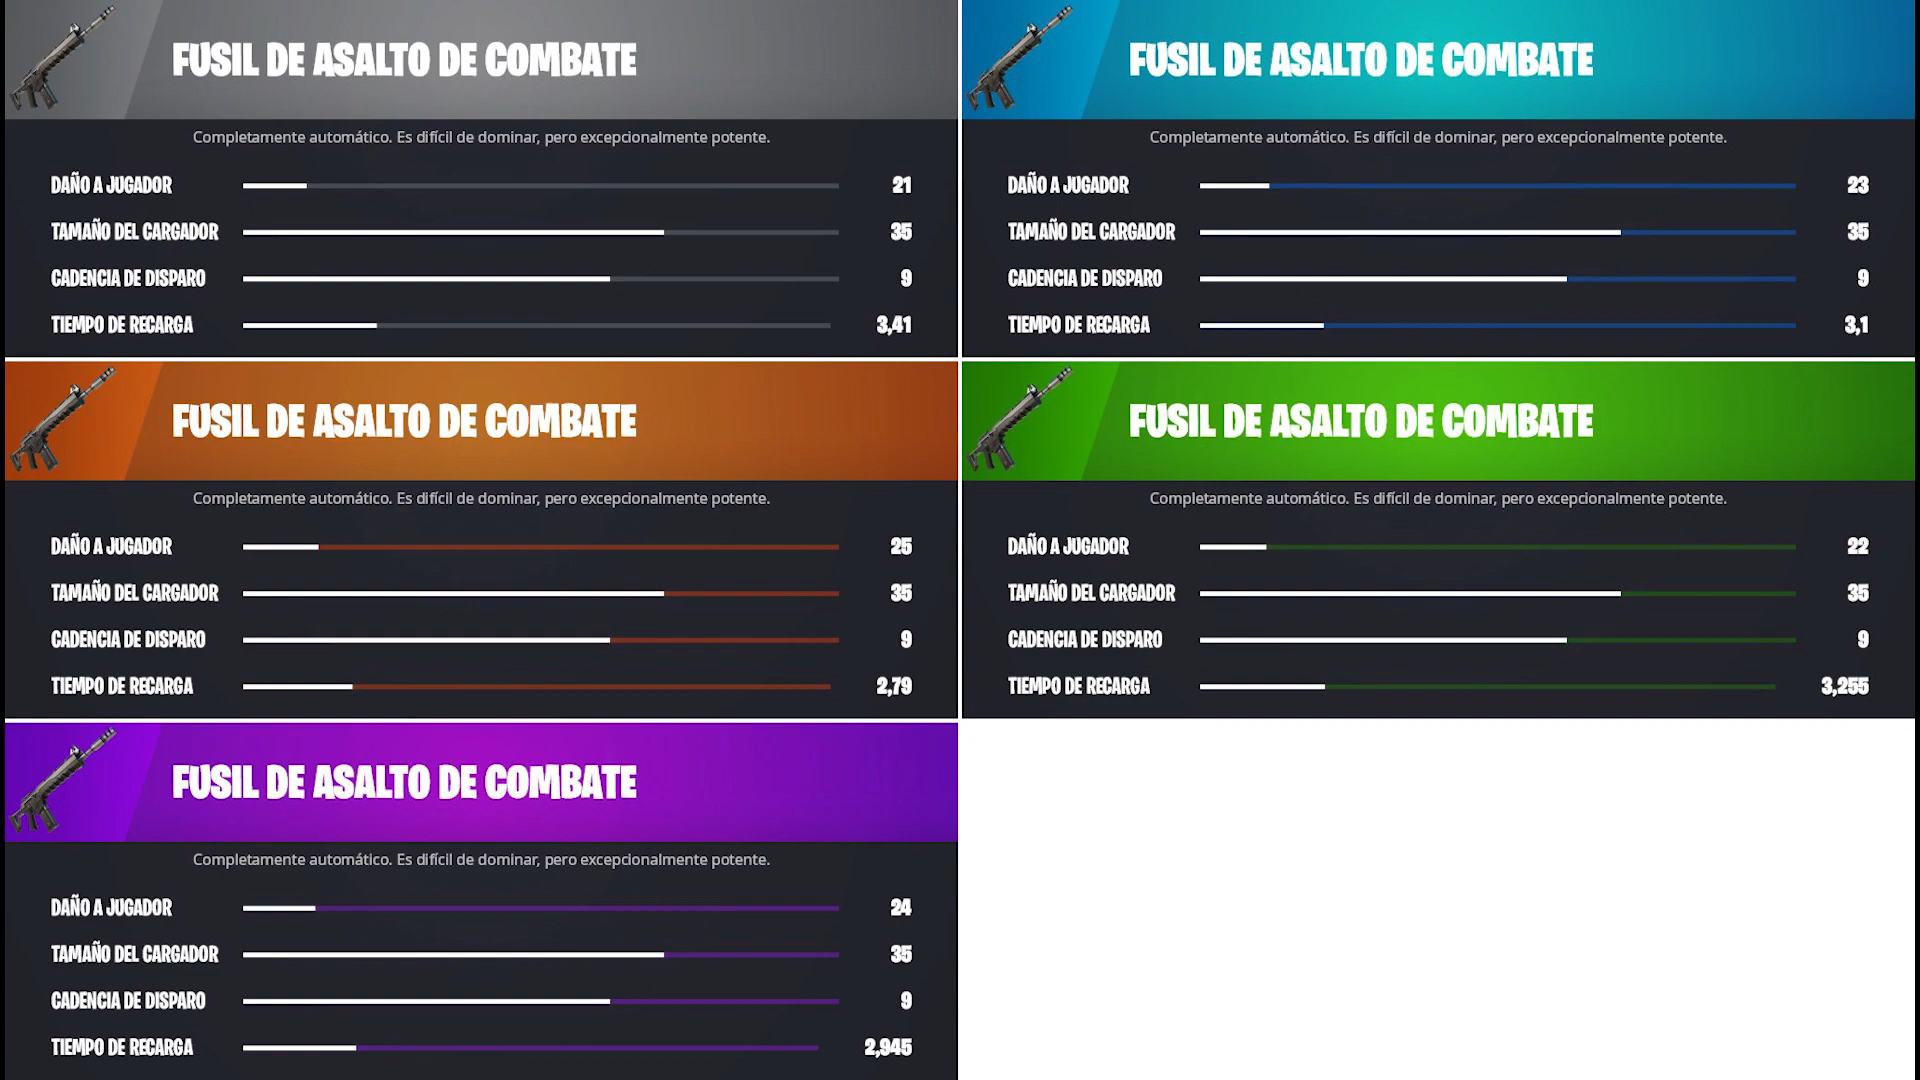 FUSIL DE ASALTO DE COMBATE
Completamente automático. Es difícil de dominar, pero excepcionalmente potente.
DAÑO A JUGADOR 21
TAMAÑO DEL CARGADOR 35
CADENCIA DE DISPARO 9
TIEMPO DE RECARGA 3,41
FUSIL DE ASALTO DE COMBATE
Completamente automático. Es difícil de dominar, pero excepcionalmente potente.
DAÑO A JUGADOR 23
TAMAÑO DEL CARGADOR 35
CADENCIA DE DISPARO 9
TIEMPO DE RECARGA 3,1
FUSIL DE ASALTO DE COMBATE
Completamente automático. Es difícil de dominar, pero excepcionalmente potente.
DAÑO A JUGADOR 25
TAMAÑO DEL CARGADOR 35
CADENCIA DE DISPARO 9
TIEMPO DE RECARGA 2,79
FUSIL DE ASALTO DE COMBATE
Completamente automático. Es difícil de dominar, pero excepcionalmente potente.
DAÑO A JUGADOR 22
TAMAÑO DEL CARGADOR 35
CADENCIA DE DISPARO 9
TIEMPO DE RECARGA 3,255
FUSIL DE ASALTO DE COMBATE
Completamente automático. Es difícil de dominar, pero excepcionalmente potente.
DAÑO A JUGADOR 24
TAMAÑO DEL CARGADOR 35
CADENCIA DE DISPARO 9
TIEMPO DE RECARGA 2,945